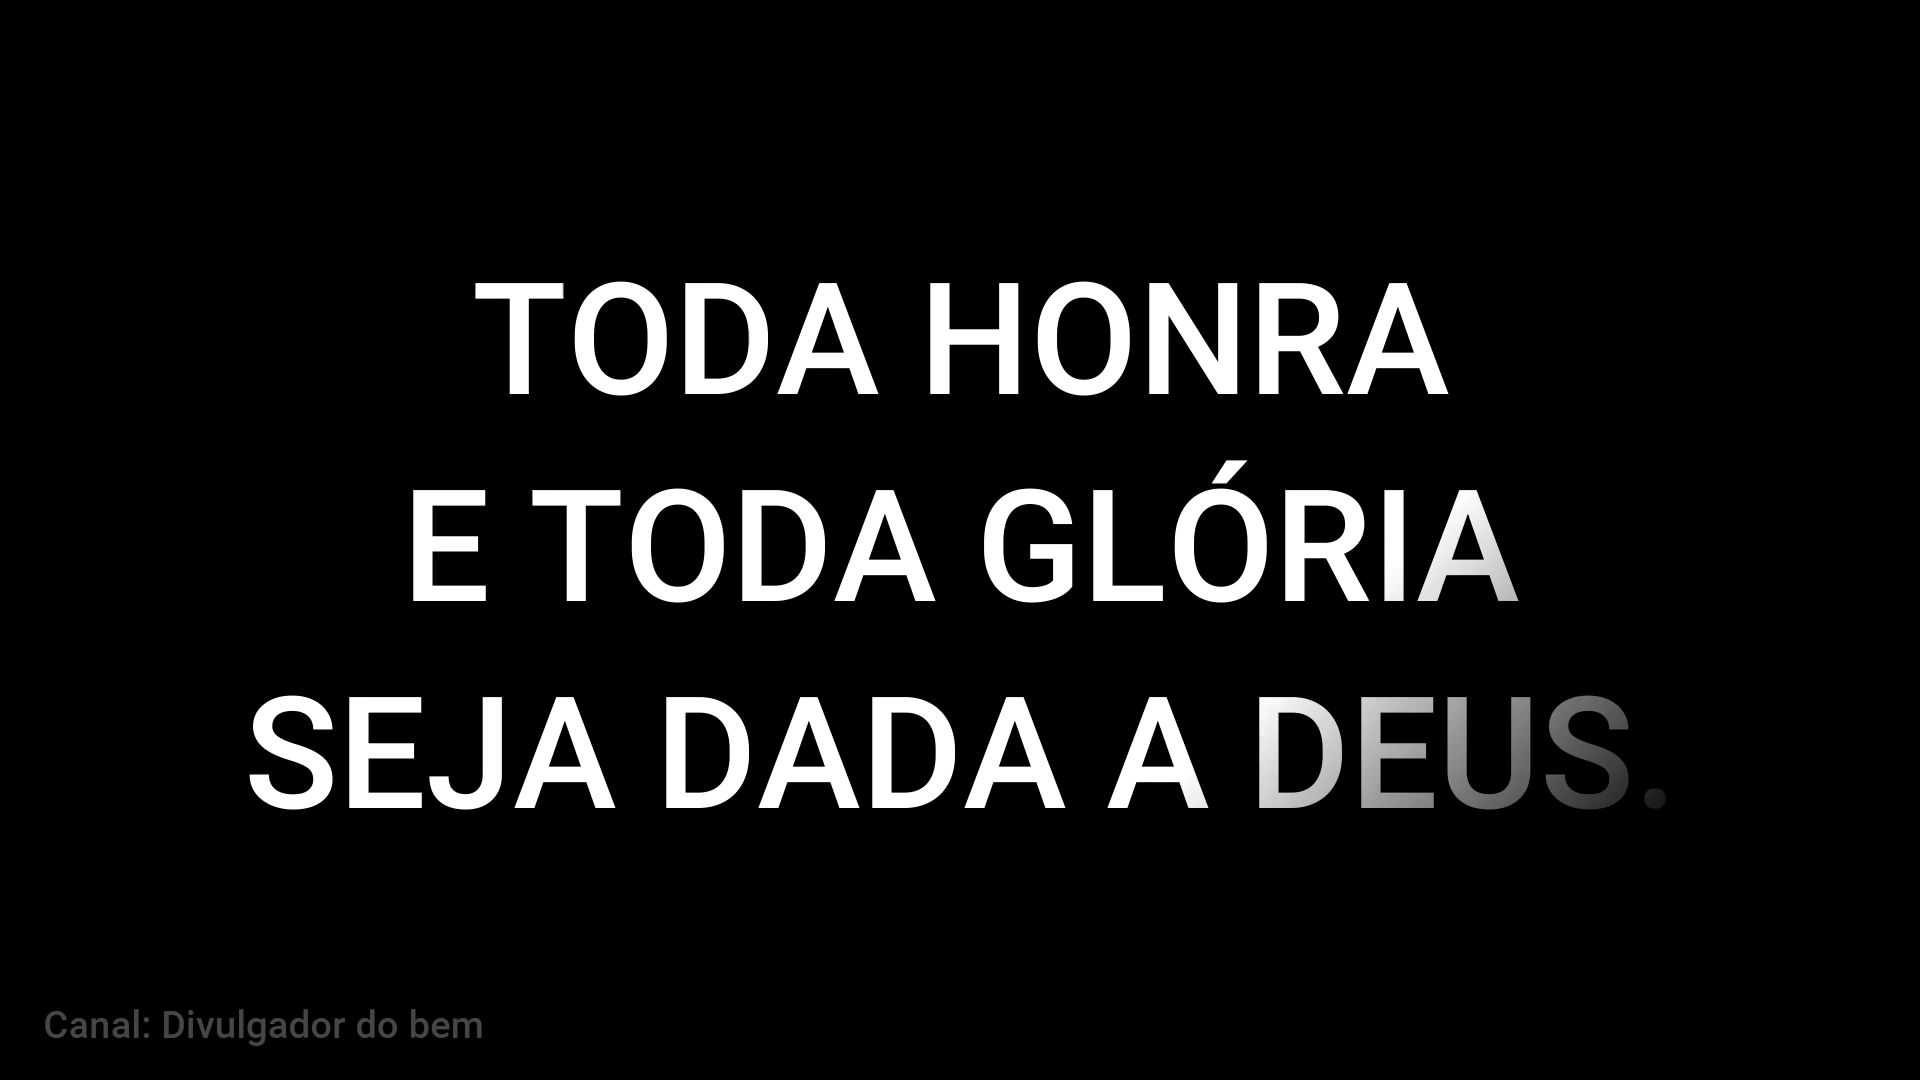 TODA HONRA
E TODA GLÓRIA
SEJA DADA A DEUS.
Canal: Divulgador do bem